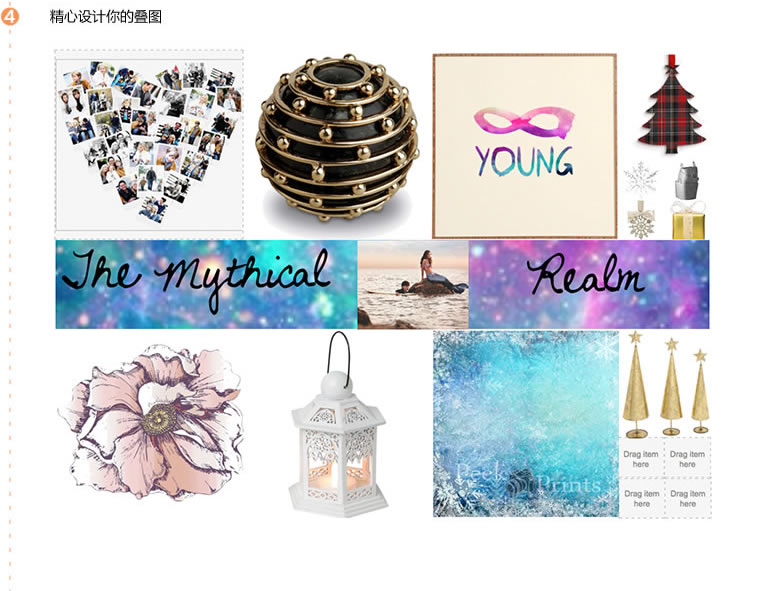 4 精心设计你的叠图
YOUNG
The Mythical Realm
Peek Prints
Drag item here Drag item here
Drag item here Drag item here